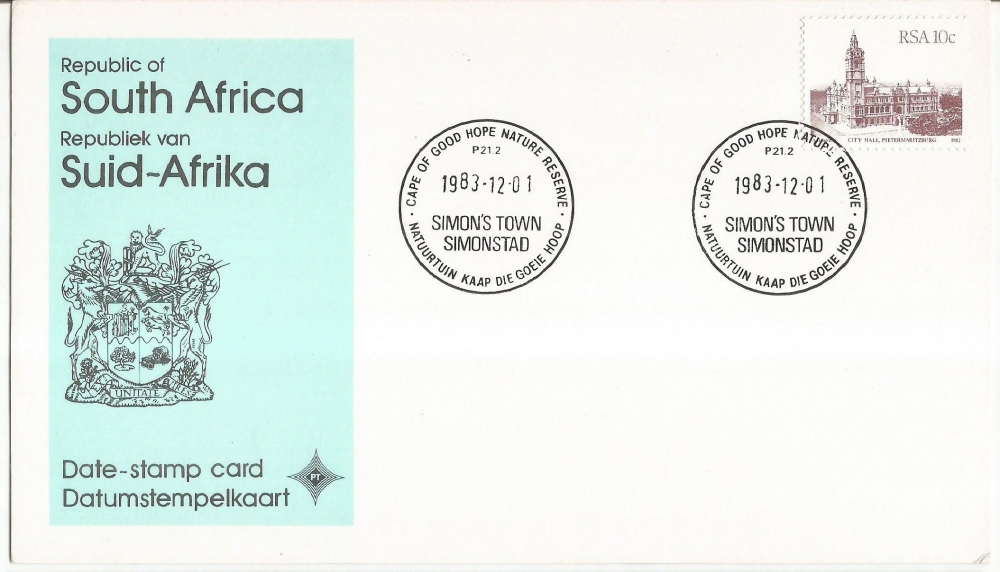 Republic of
South Africa
Republiek van
Suid-Afrika
UNITATE
Date-stamp card
Datumstempelkaart
PT
CAPE OF GOOD HOPE NATURE RESERVE
P21.2
1983-12-01
SIMON'S TOWN
SIMONSTAD
NATUURTUIN KAAP DIE GOEIE HOOP
CAPE OF GOOD HOPE NATURE RESERVE
P21.2
1983-12-01
SIMON'S TOWN
SIMONSTAD
NATUURTUIN KAAP DIE GOEIE HOOP
RSA 10c
CITY HALL, PIETERMARITZBURG 1982